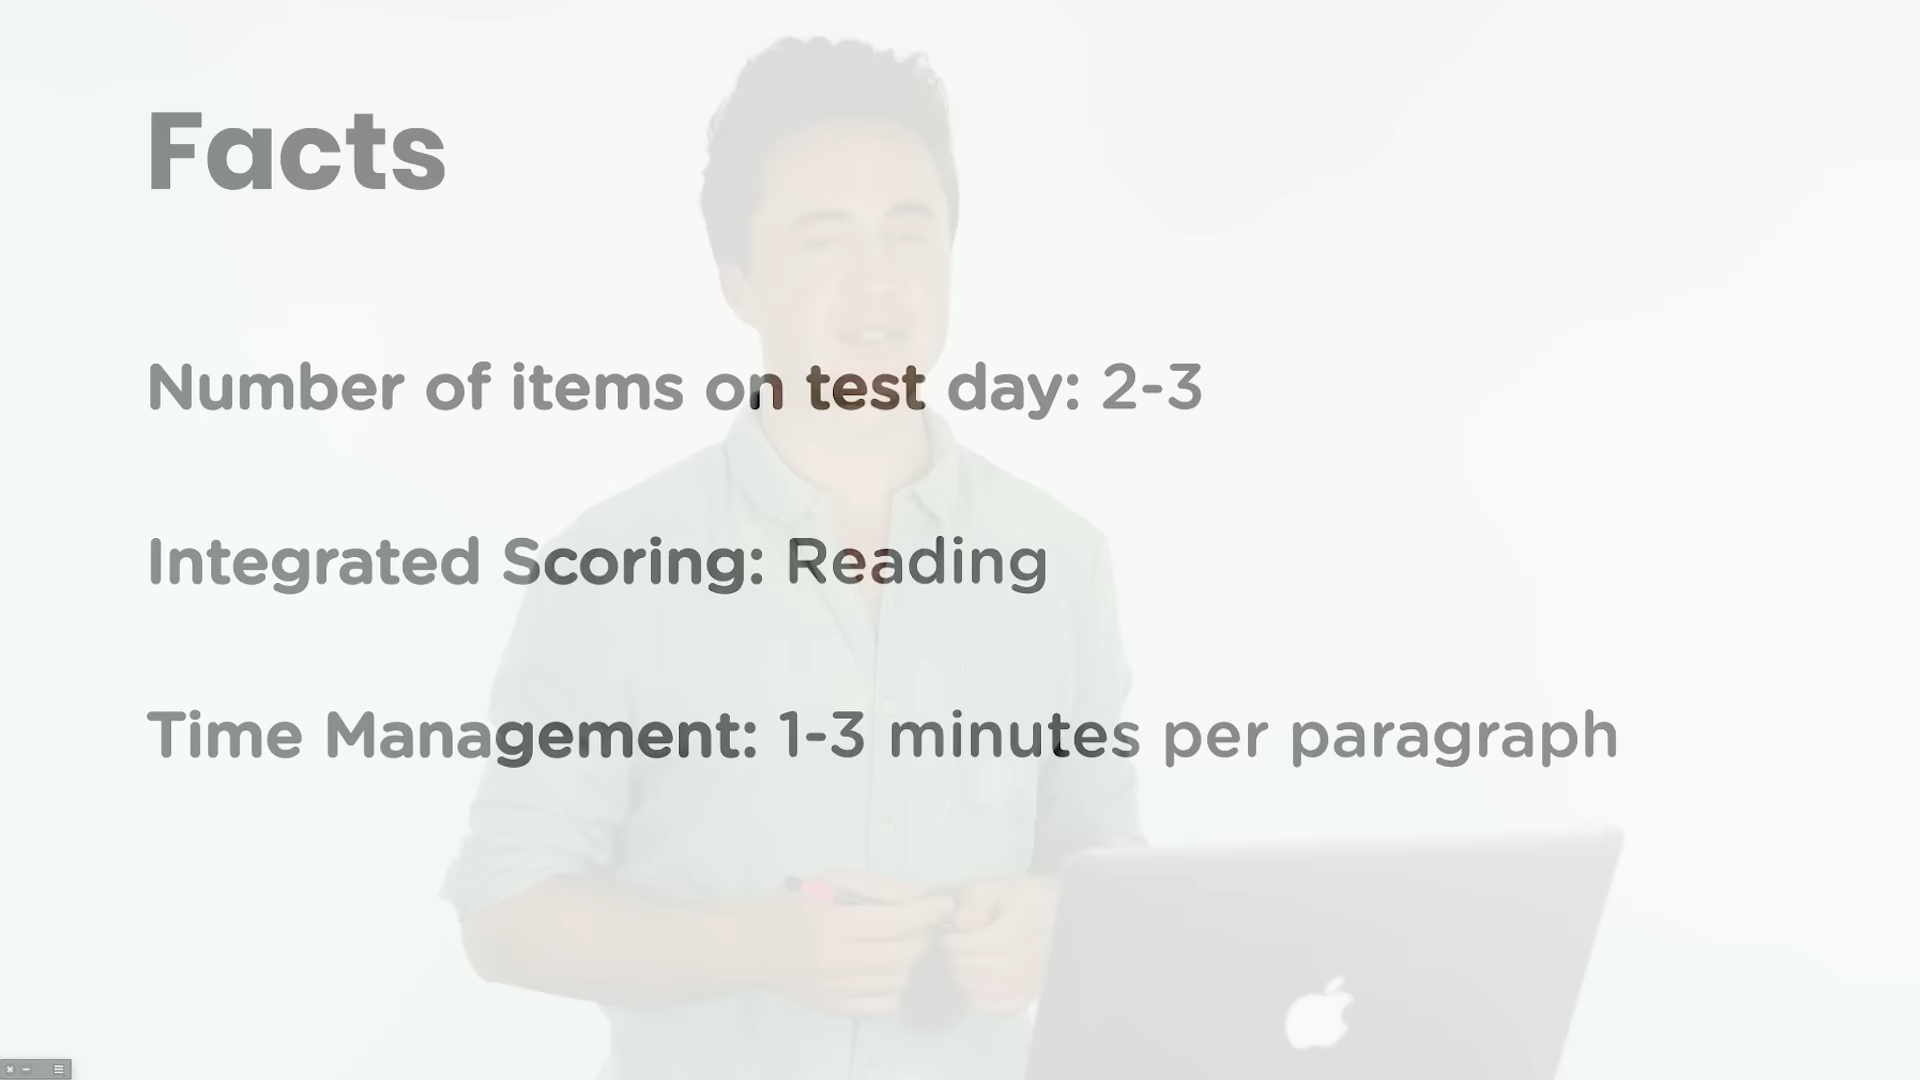 Facts
Number of items on test day: 2-3
Integrated Scoring: Reading
Time Management: 1-3 minutes per paragraph